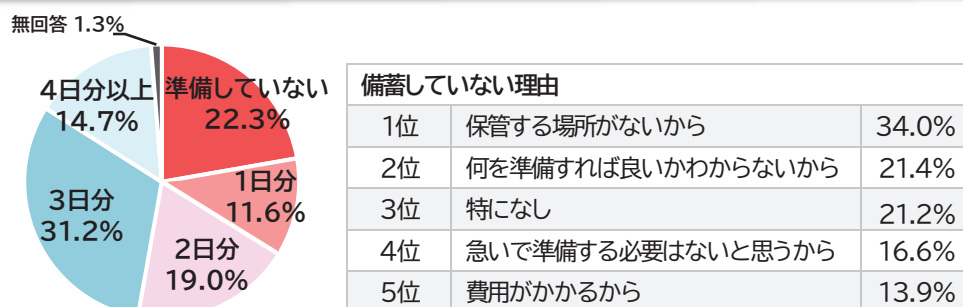 無回答 1.3%
4日分以上
14.7%
準備していない
22.3%
1日分
11.6%
3日分
31.2%
2日分
19.0%
備蓄していない理由
1位 保管する場所がないから 34.0%
2位 何を準備すれば良いかわからないから 21.4%
3位 特になし 21.2%
4位 急いで準備する必要はないと思うから 16.6%
5位 費用がかかるから 13.9%